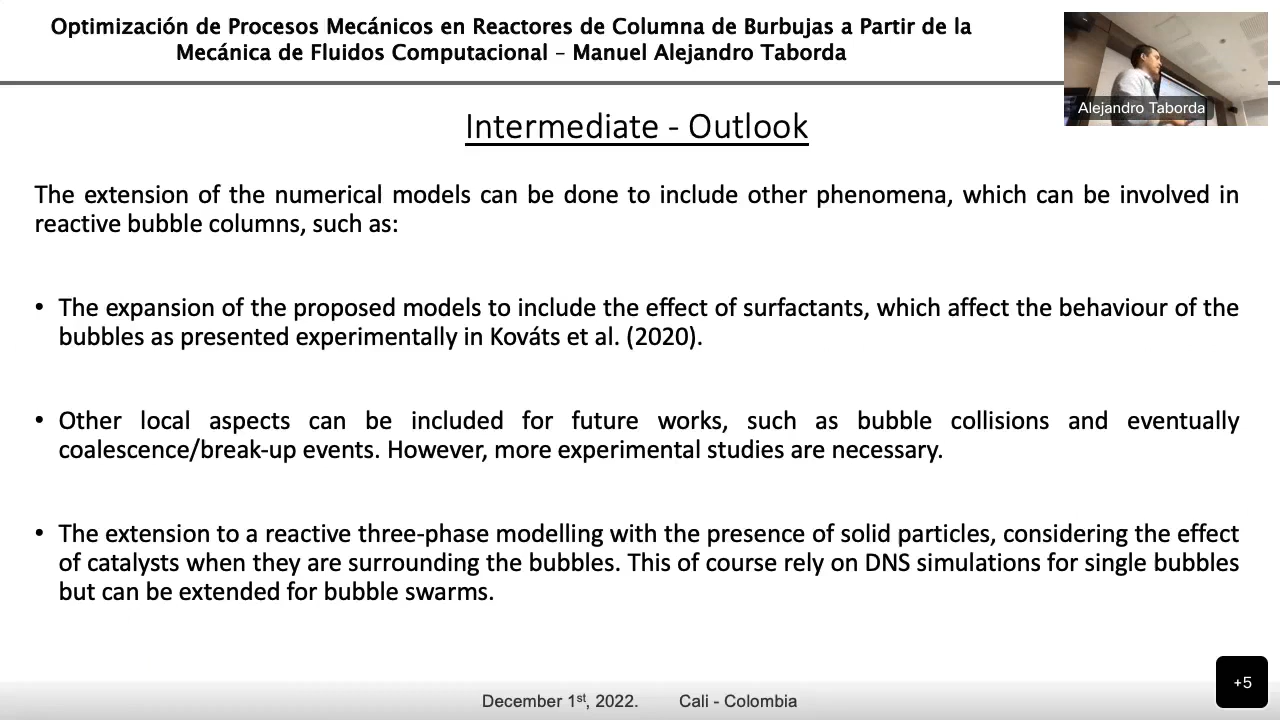 Optimización de Procesos Mecánicos en Reactores de Columna de Burbujas a Partir de la
Mecánica de Fluidos Computacional – Manuel Alejandro Taborda
Alejandro Taborda
Intermediate - Outlook
The extension of the numerical models can be done to include other phenomena, which can be involved in
reactive bubble columns, such as:
• The expansion of the proposed models to include the effect of surfactants, which affect the behaviour of the
bubbles as presented experimentally in Kováts et al. (2020).
• Other local aspects can be included for future works, such as bubble collisions and eventually
coalescence/break-up events. However, more experimental studies are necessary.
• The extension to a reactive three-phase modelling with the presence of solid particles, considering the effect
of catalysts when they are surrounding the bubbles. This of course rely on DNS simulations for single bubbles
but can be extended for bubble swarms.
+5
December 1st, 2022. Cali - Colombia